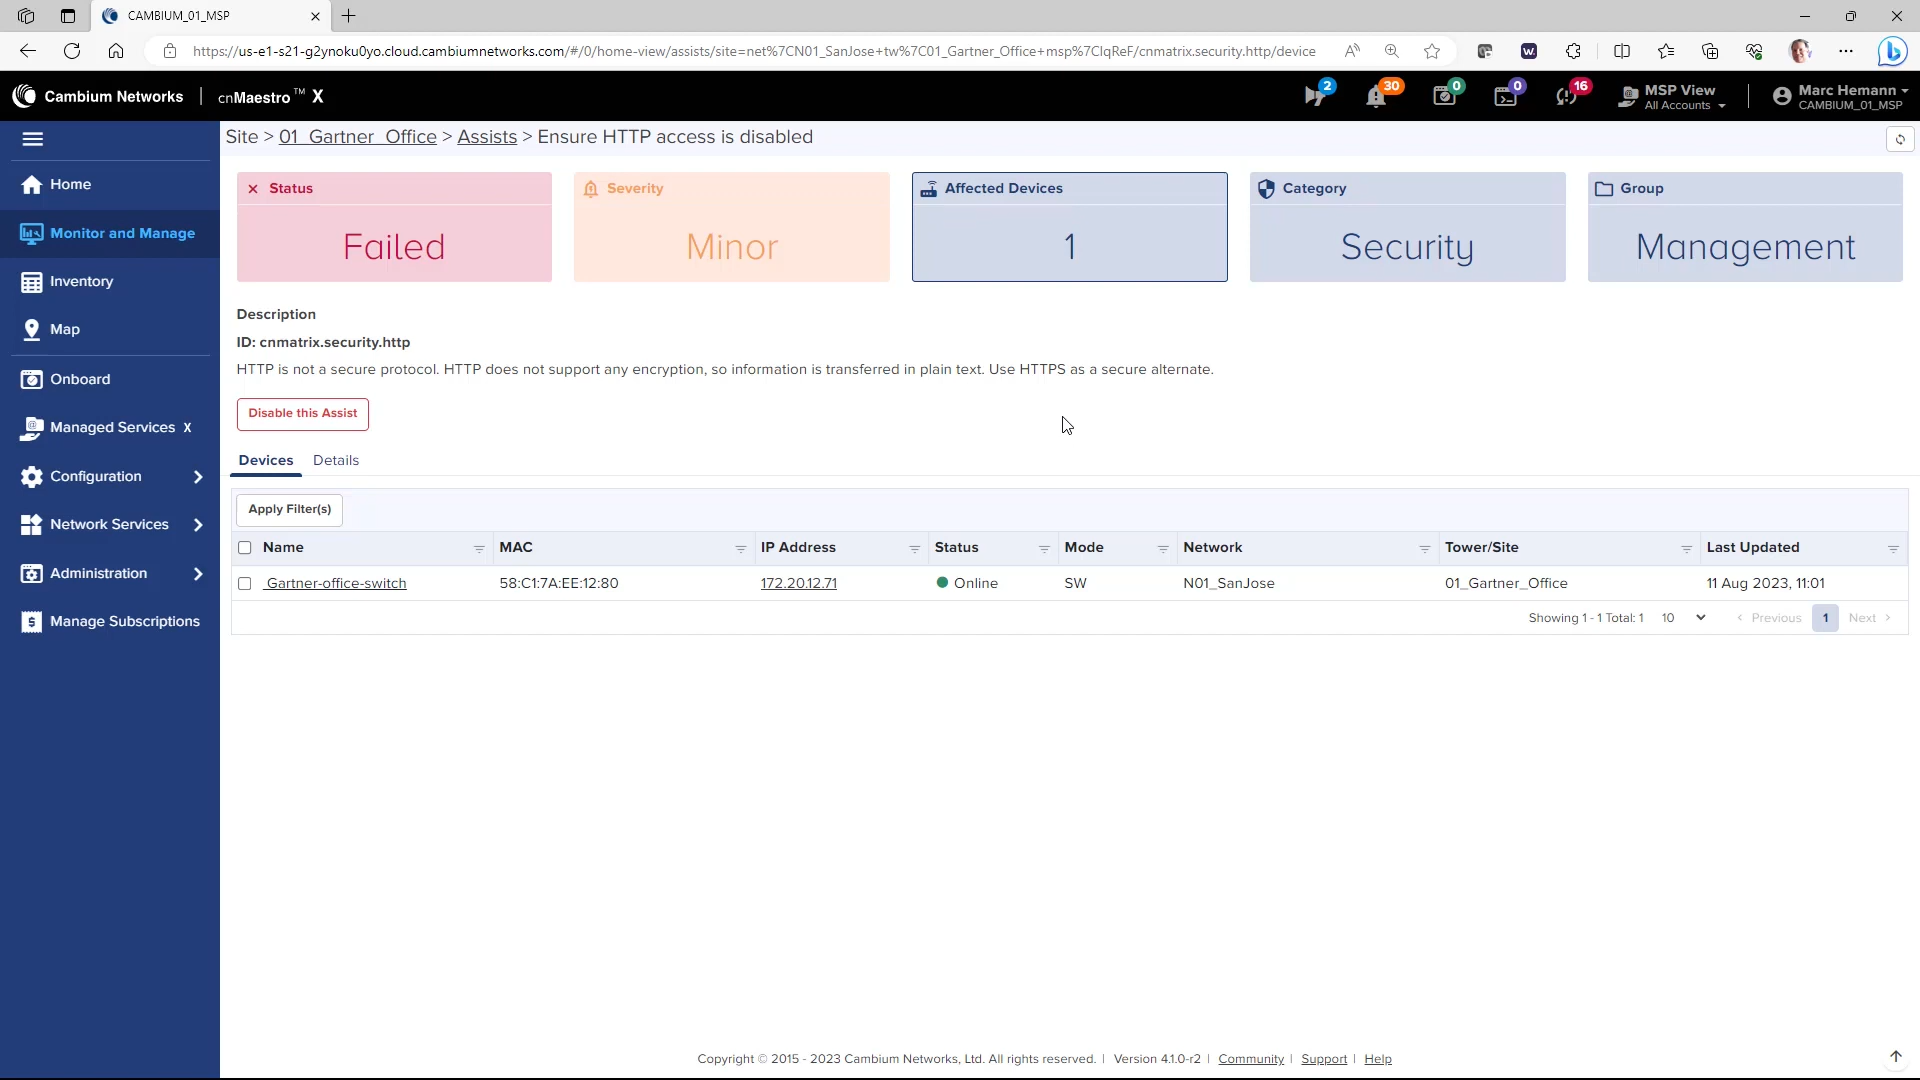 CAMBIUM_01_MSP
https://us-e1-s21-g2ynoku0yo.cloud.cambiumnetworks.com/#/0/home-view/assists/site=net%7CN01_SanJose+tw%7C01_Gartner_Office+msp%7CIqReF/cnmatrix.security.http/device
Cambium Networks | cnMaestro™ X
2 30 0 0 16
MSP View
All Accounts
Marc Hemann
CAMBIUM_01_MSP
Home
Monitor and Manage
Inventory
Map
Onboard
Managed Services X
Configuration
Network Services
Administration
Manage Subscriptions
Site > 01_Gartner_Office > Assists > Ensure HTTP access is disabled
Status
Failed
Severity
Minor
Affected Devices
1
Category
Security
Group
Management
Description
ID: cnmatrix.security.http
HTTP is not a secure protocol. HTTP does not support any encryption, so information is transferred in plain text. Use HTTPS as a secure alternate.
Disable this Assist
Devices Details
Apply Filter(s)
Name MAC IP Address Status Mode Network Tower/Site Last Updated
_Gartner-office-switch 58:C1:7A:EE:12:80 172.20.12.71 Online SW N01_SanJose 01_Gartner_Office 11 Aug 2023, 11:01
Showing 1 - 1 Total: 1 10 < Previous 1 Next >
Copyright © 2015 - 2023 Cambium Networks, Ltd. All rights reserved. | Version 4.1.0-r2 | Community | Support | Help